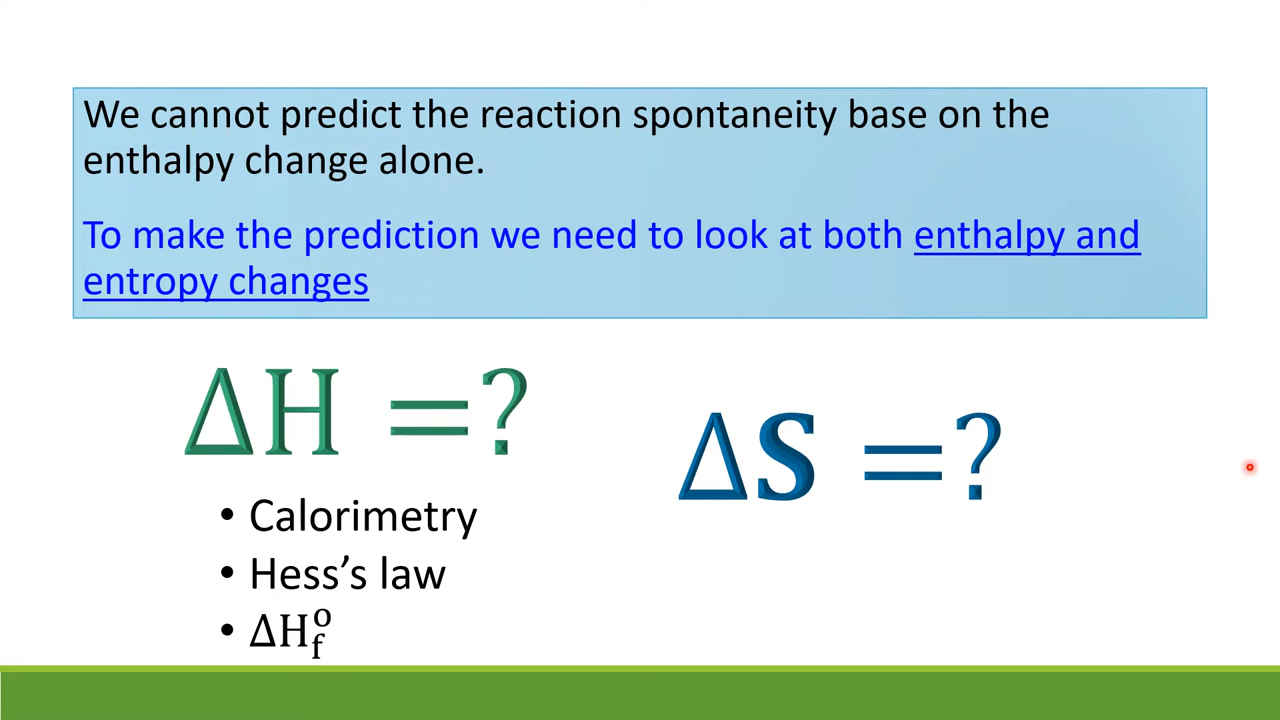 We cannot predict the reaction spontaneity base on the
enthalpy change alone.
To make the prediction we need to look at both enthalpy and
entropy changes
ΔH =?
ΔS =?
• Calorimetry
• Hess’s law
• ΔH°f